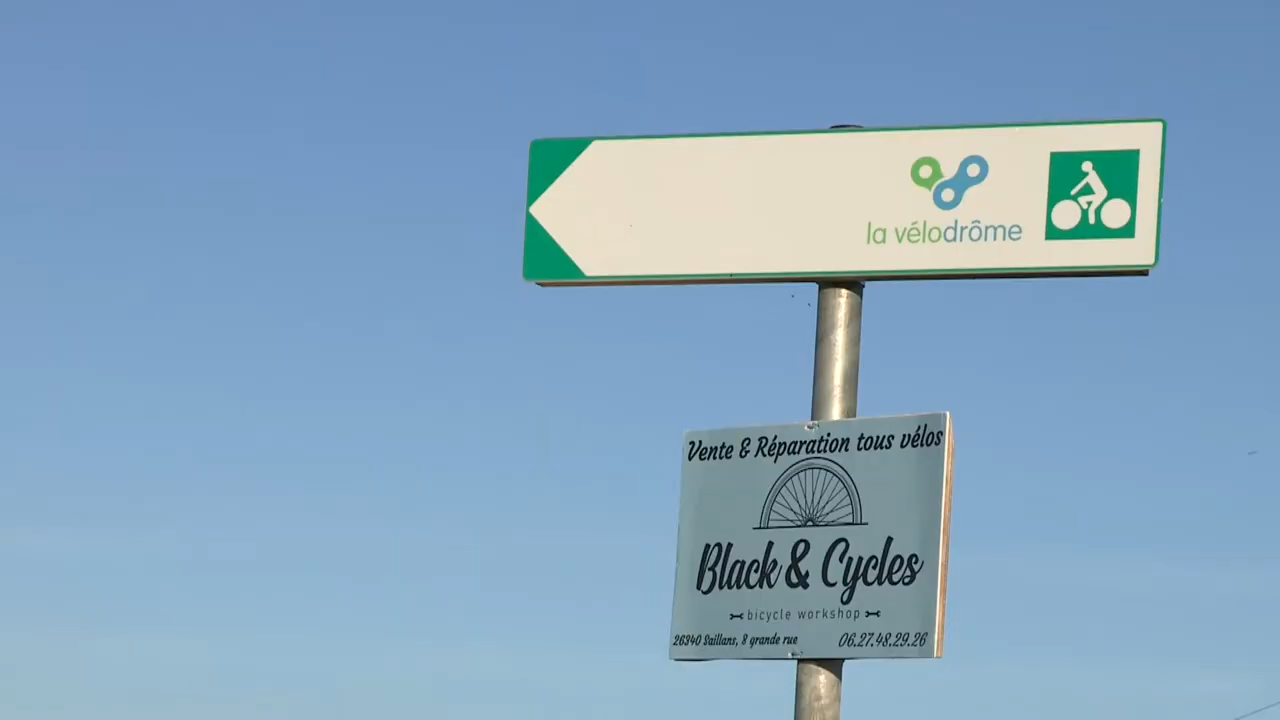 la vélodrôme
Vente & Réparation tous vélos
Black & Cycles
bicycle workshop
26340 Saillans, 8 grande rue
06.27.48.29.26